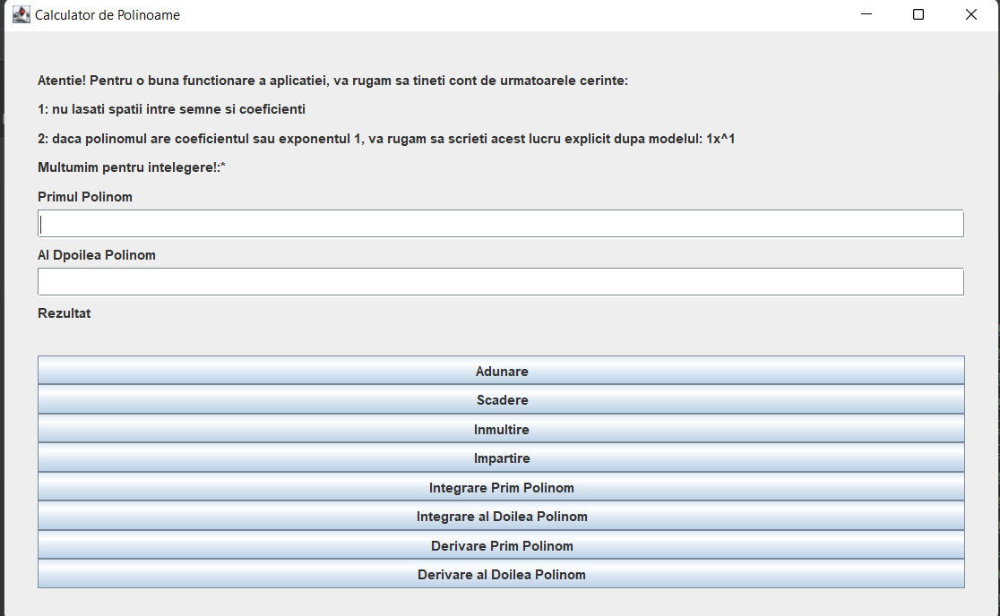 Calculator de Polinoame
Atentie! Pentru o buna functionare a aplicatiei, va rugam sa tineti cont de urmatoarele cerinte:
1: nu lasati spatii intre semne si coeficienti
2: daca polinomul are coeficientul sau exponentul 1, va rugam sa scrieti acest lucru explicit dupa modelul: 1x^1
Multumim pentru intelegere!:*
Primul Polinom
Al Dpoilea Polinom
Rezultat
Adunare
Scadere
Inmultire
Impartire
Integrare Prim Polinom
Integrare al Doilea Polinom
Derivare Prim Polinom
Derivare al Doilea Polinom